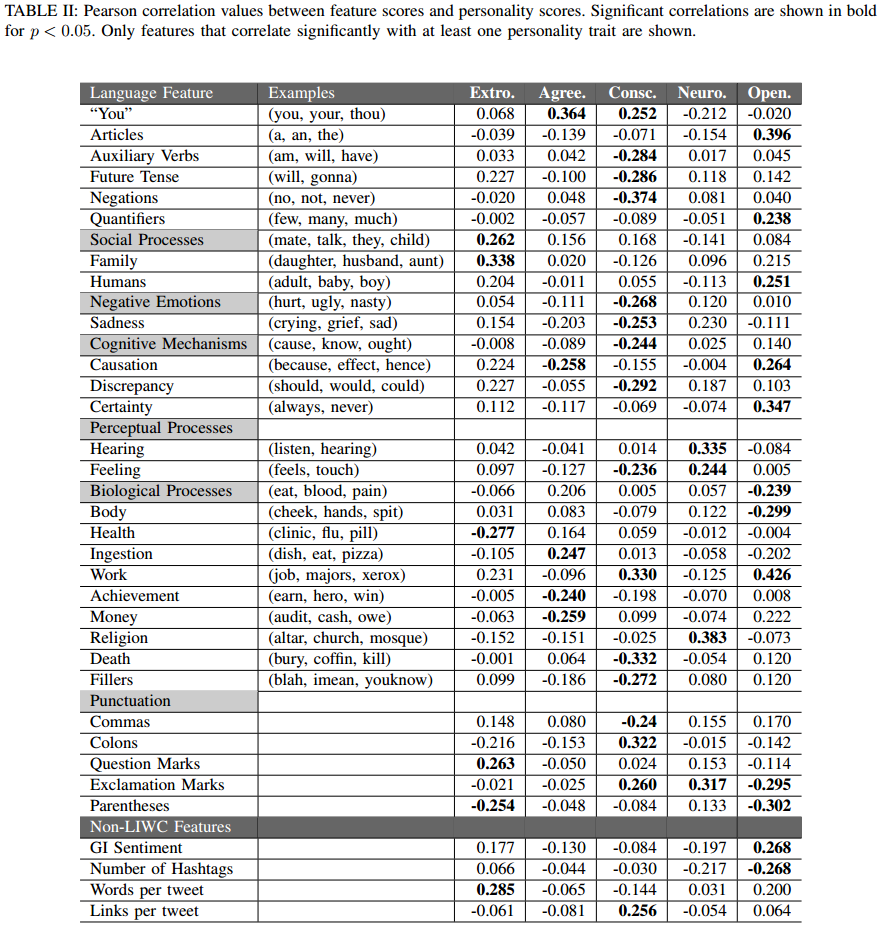 TABLE II: Pearson correlation values between feature scores and personality scores. Significant correlations are shown in bold
for p < 0.05. Only features that correlate significantly with at least one personality trait are shown.
Language Feature Examples Extro. Agree. Consc. Neuro. Open.
“You” (you, your, thou) 0.068 0.364 0.252 -0.212 -0.020
Articles (a, an, the) -0.039 -0.139 -0.071 -0.154 0.396
Auxiliary Verbs (am, will, have) 0.033 0.042 -0.284 0.017 0.045
Future Tense (will, gonna) 0.227 -0.100 -0.286 0.118 0.142
Negations (no, not, never) -0.020 0.048 -0.374 0.081 0.040
Quantifiers (few, many, much) -0.002 -0.057 -0.089 -0.051 0.238
Social Processes (mate, talk, they, child) 0.262 0.156 0.168 -0.141 0.084
Family (daughter, husband, aunt) 0.338 0.020 -0.126 0.096 0.215
Humans (adult, baby, boy) 0.204 -0.011 0.055 -0.113 0.251
Negative Emotions (hurt, ugly, nasty) 0.054 -0.111 -0.268 0.120 0.010
Sadness (crying, grief, sad) 0.154 -0.203 -0.253 0.230 -0.111
Cognitive Mechanisms (cause, know, ought) -0.008 -0.089 -0.244 0.025 0.140
Causation (because, effect, hence) 0.224 -0.258 -0.155 -0.004 0.264
Discrepancy (should, would, could) 0.227 -0.055 -0.292 0.187 0.103
Certainty (always, never) 0.112 -0.117 -0.069 -0.074 0.347
Perceptual Processes
Hearing (listen, hearing) 0.042 -0.041 0.014 0.335 -0.084
Feeling (feels, touch) 0.097 -0.127 -0.236 0.244 0.005
Biological Processes (eat, blood, pain) -0.066 0.206 0.005 0.057 -0.239
Body (cheek, hands, spit) 0.031 0.083 -0.079 0.122 -0.299
Health (clinic, flu, pill) -0.277 0.164 0.059 -0.012 -0.004
Ingestion (dish, eat, pizza) -0.105 0.247 0.013 -0.058 -0.202
Work (job, majors, xerox) 0.231 -0.096 0.330 -0.125 0.426
Achievement (earn, hero, win) -0.005 -0.240 -0.198 -0.070 0.008
Money (audit, cash, owe) -0.063 -0.259 0.099 -0.074 0.222
Religion (altar, church, mosque) -0.152 -0.151 -0.025 0.383 -0.073
Death (bury, coffin, kill) -0.001 0.064 -0.332 -0.054 0.120
Fillers (blah, imean, youknow) 0.099 -0.186 -0.272 0.080 0.120
Punctuation
Commas 0.148 0.080 -0.24 0.155 0.170
Colons -0.216 -0.153 0.322 -0.015 -0.142
Question Marks 0.263 -0.050 0.024 0.153 -0.114
Exclamation Marks -0.021 -0.025 0.260 0.317 -0.295
Parentheses -0.254 -0.048 -0.084 0.133 -0.302
Non-LIWC Features
GI Sentiment 0.177 -0.130 -0.084 -0.197 0.268
Number of Hashtags 0.066 -0.044 -0.030 -0.217 -0.268
Words per tweet 0.285 -0.065 -0.144 0.031 0.200
Links per tweet -0.061 -0.081 0.256 -0.054 0.064